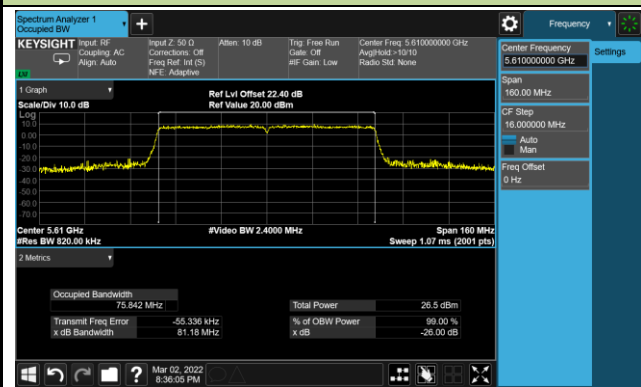 Spectrum Analyzer 1
Occupied BW
+
Frequency
KEYSIGHT
Input: RF
Coupling: AC
Align: Auto
Input Z: 50 Ω
Corrections: Off
Freq Ref: Int (S)
NFE: Adaptive
Atten: 10 dB
Trig: Free Run
Gate: Off
#IF Gain: Low
Center Freq: 5.610000000 GHz
Avg|Hold:>10/10
Radio Std: None
Center Frequency
5.610000000 GHz
Settings
Span
160.00 MHz
CF Step
16.000000 MHz
Auto
Man
Freq Offset
0 Hz
1 Graph
Scale/Div 10.0 dB
Ref Lvl Offset 22.40 dB
Ref Value 20.00 dBm
Log
10.0
0.00
-10.0
-20.0
-30.0
-40.0
-50.0
-60.0
-70.0
Center 5.61 GHz
#Video BW 2.4000 MHz
Span 160 MHz
#Res BW 820.00 kHz
Sweep 1.07 ms (2001 pts)
2 Metrics
Occupied Bandwidth
75.842 MHz
Total Power 26.5 dBm
Transmit Freq Error -55.336 kHz
% of OBW Power 99.00 %
x dB Bandwidth 81.18 MHz
x dB -26.00 dB
?
Mar 02, 2022
8:36:05 PM